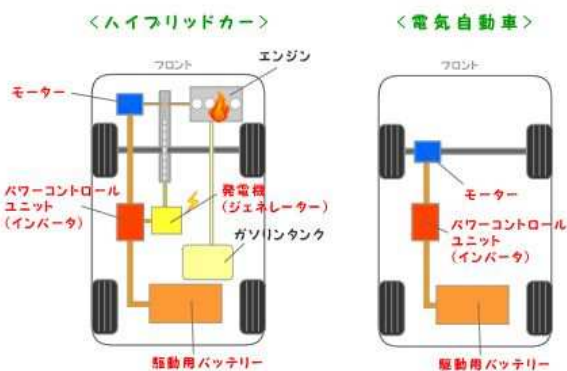 <ハイブリッドカー>
フロント
エンジン
モーター
パワーコントロール
ユニット
(インバータ)
発電機
(ジェネレーター)
ガソリンタンク
駆動用バッテリー
<電気自動車>
フロント
モーター
パワーコントロール
ユニット
(インバータ)
駆動用バッテリー